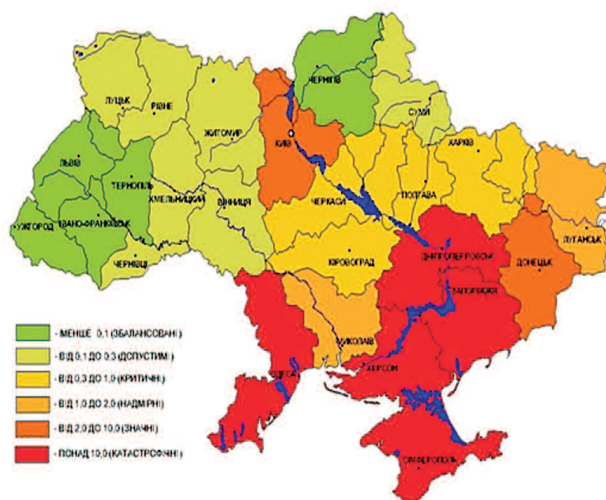 ЧЕРНІГІВ
ЛУЦЬК
РІВНЕ
СУМИ
ЖИТОМИР
КИЇВ
ХАРКІВ
ЛЬВІВ
ТЕРНОПІЛЬ
ПОЛТАВА
ХМЕЛЬНИЦКИЙ
ВІННИЦЯ
ЧЕРКАСИ
УЖГОРОД
ІВАНО-ФРАНКІВСЬК
ЛУГАНСЬК
ЧЕРНІВЦІ
КІРОВОГРАД
ДНІПРОПЕТРОВСЬК
ДОНЕЦЬК
ЗАПОРІЖЖЯ
МИКОЛАЇВ
ОДЕСА
ХЕРСОН
СІМФЕРОПОЛЬ
- МЕНШЕ 0,1 (ЗБАЛАНСОВАНІ)
- ВІД 0,1 ДО 0,3 (ДОПУСТИМІ)
- ВІД 0,3 ДО 1,0 (КРИТИЧНІ)
- ВІД 1,0 ДО 2,0 (НАДМІРНІ)
- ВІД 2,0 ДО 10,0 (ЗНАЧНІ)
- ПОНАД 10,0 (КАТАСТРОФІЧНІ)